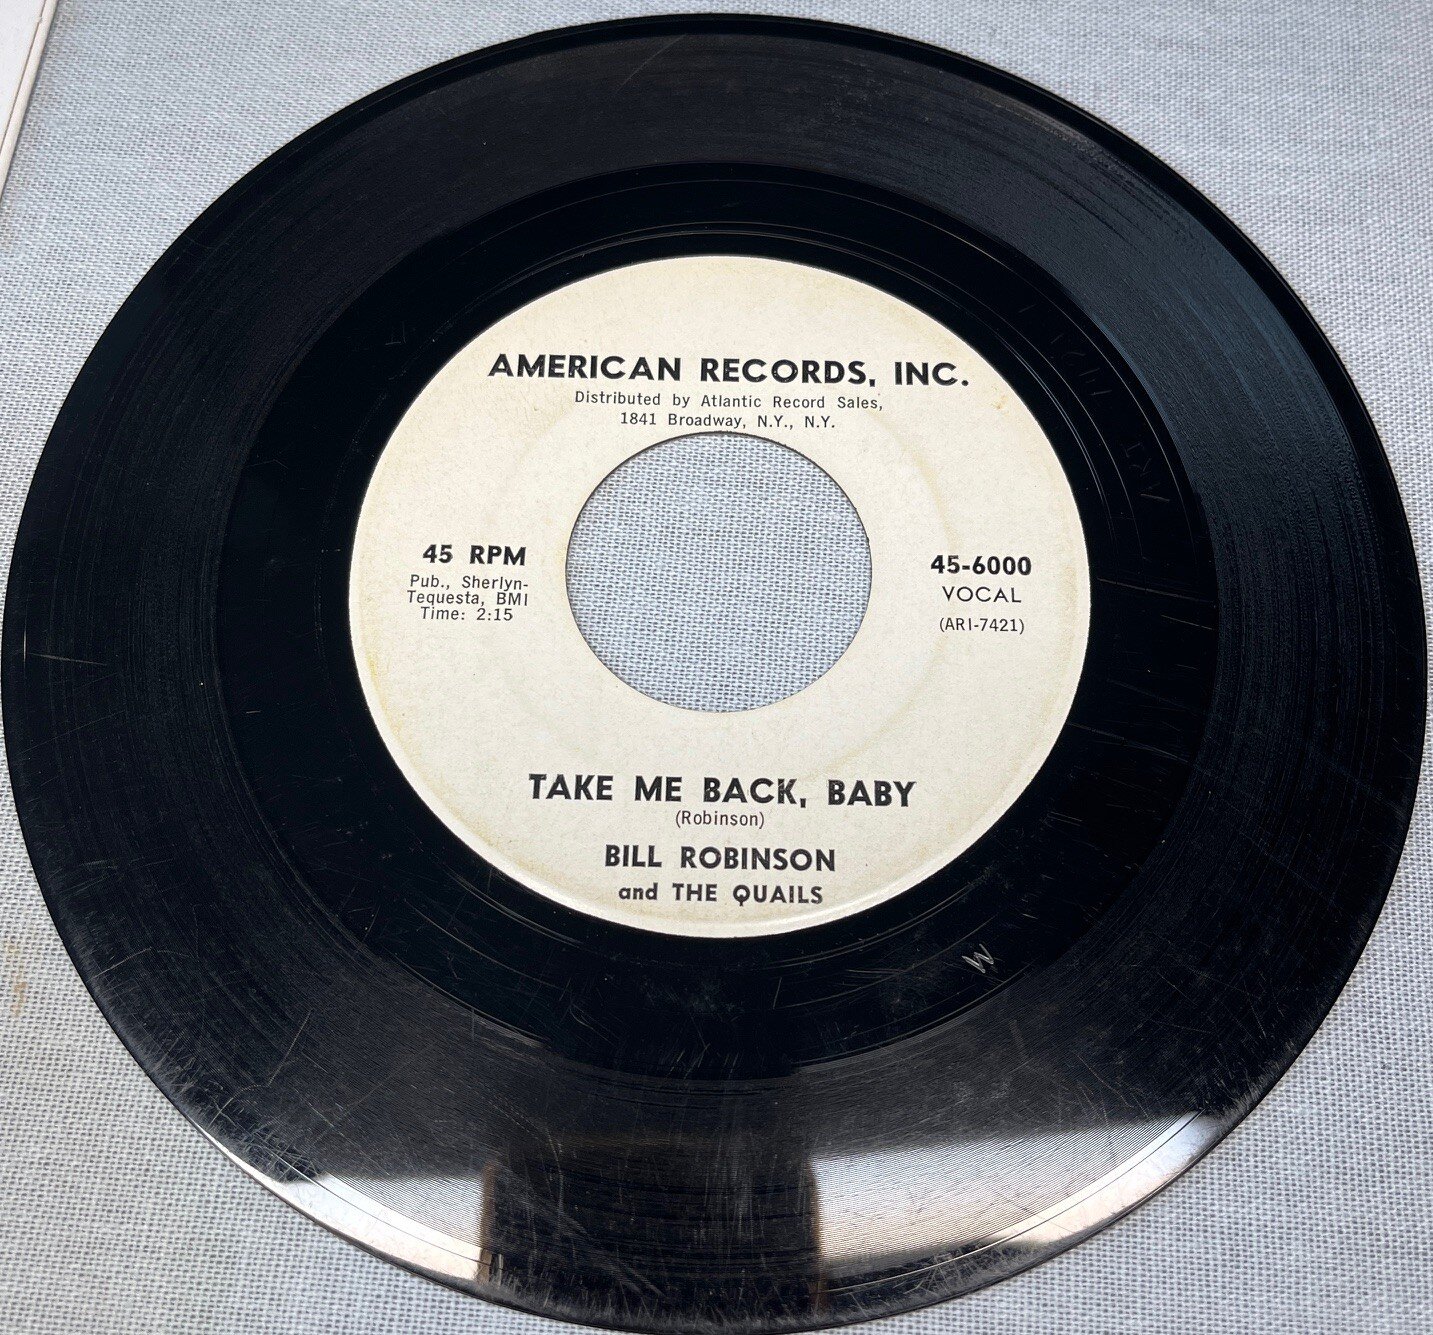 AMERICAN RECORDS, INC.
Distributed by Atlantic Record Sales,
1841 Broadway, N.Y., N.Y.
45 RPM
Pub., Sherlyn-
Tequesta, BMI
Time: 2:15
45-6000
VOCAL
(ARI-7421)
TAKE ME BACK, BABY
(Robinson)
BILL ROBINSON
and THE QUAILS
W